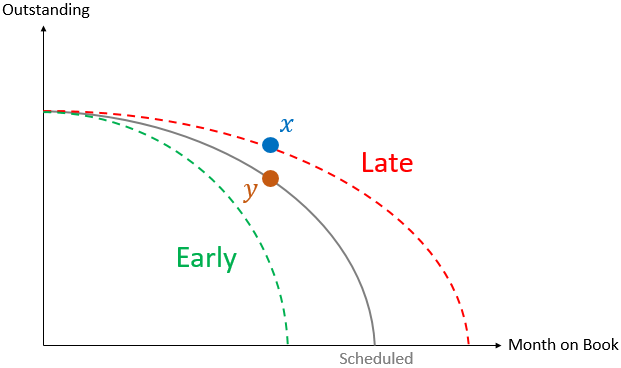 Outstanding
x
Late
y
Early
Month on Book
Scheduled